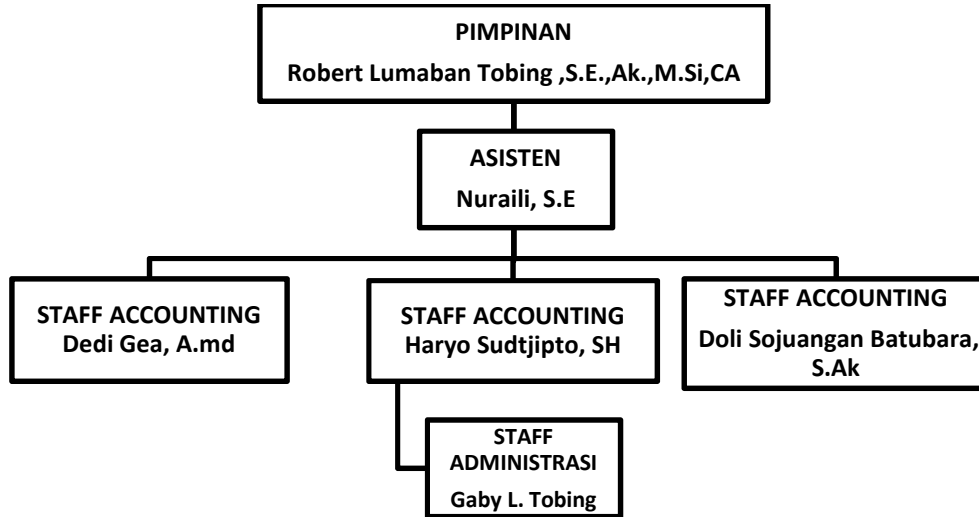 PIMPINAN
Robert Lumaban Tobing ,S.E.,Ak.,M.Si,CA
ASISTEN
Nuraili, S.E
STAFF ACCOUNTING
Dedi Gea, A.md
STAFF ACCOUNTING
Haryo Sudtjipto, SH
STAFF ACCOUNTING
Doli Sojuangan Batubara,
S.Ak
STAFF
ADMINISTRASI
Gaby L. Tobing